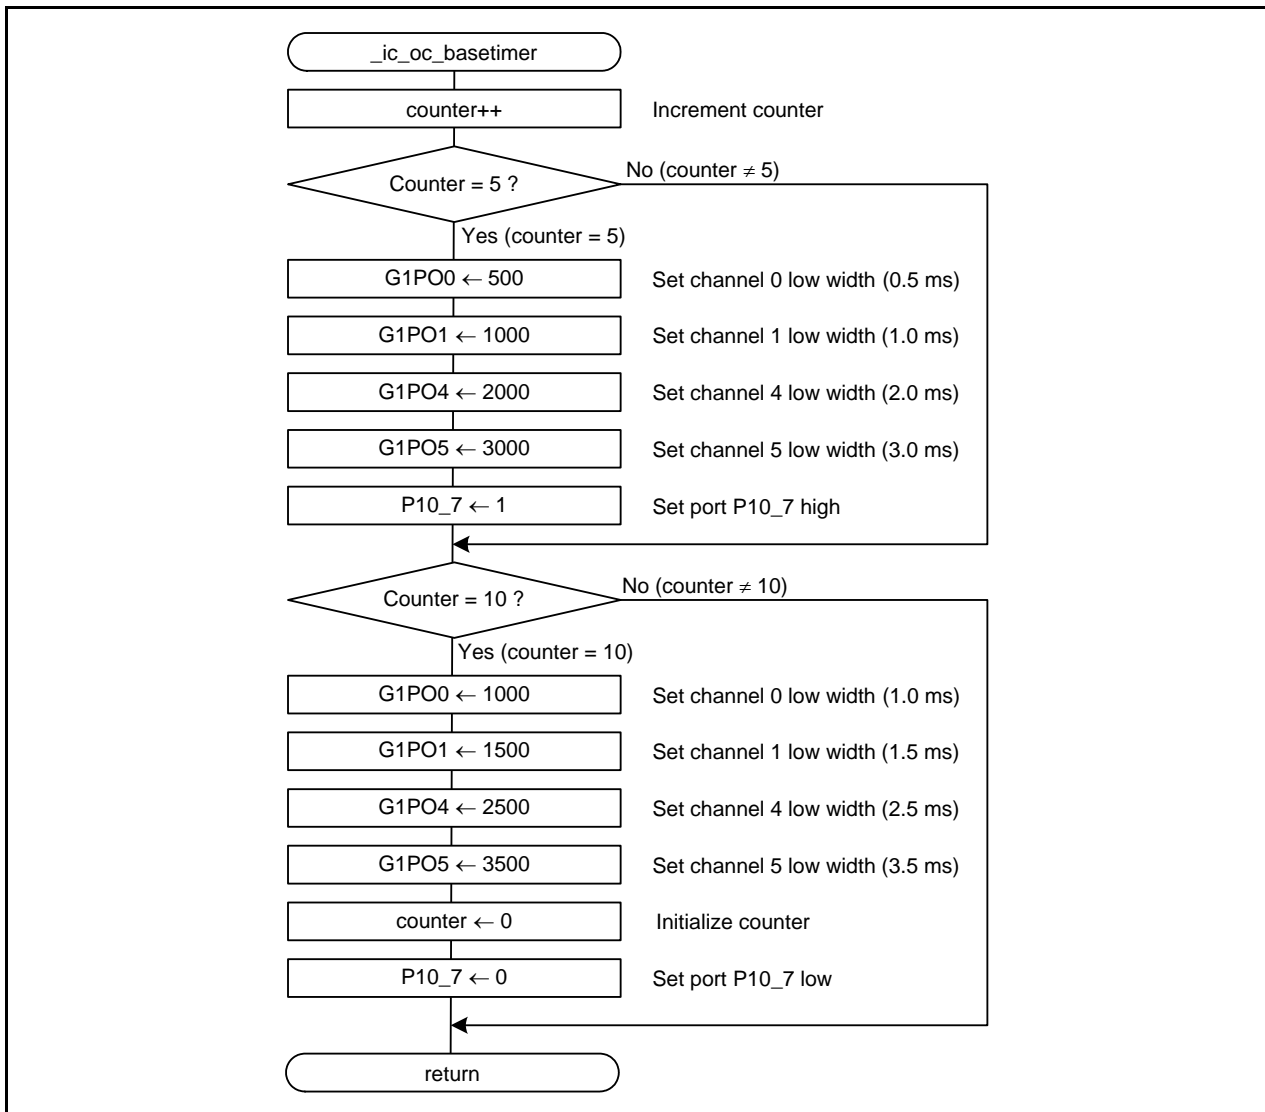 _ic_oc_basetimer
counter++ Increment counter
Counter = 5 ? No (counter ≠ 5)
Yes (counter = 5)
G1PO0 ← 500 Set channel 0 low width (0.5 ms)
G1PO1 ← 1000 Set channel 1 low width (1.0 ms)
G1PO4 ← 2000 Set channel 4 low width (2.0 ms)
G1PO5 ← 3000 Set channel 5 low width (3.0 ms)
P10_7 ← 1 Set port P10_7 high
Counter = 10 ? No (counter ≠ 10)
Yes (counter = 10)
G1PO0 ← 1000 Set channel 0 low width (1.0 ms)
G1PO1 ← 1500 Set channel 1 low width (1.5 ms)
G1PO4 ← 2500 Set channel 4 low width (2.5 ms)
G1PO5 ← 3500 Set channel 5 low width (3.5 ms)
counter ← 0 Initialize counter
P10_7 ← 0 Set port P10_7 low
return